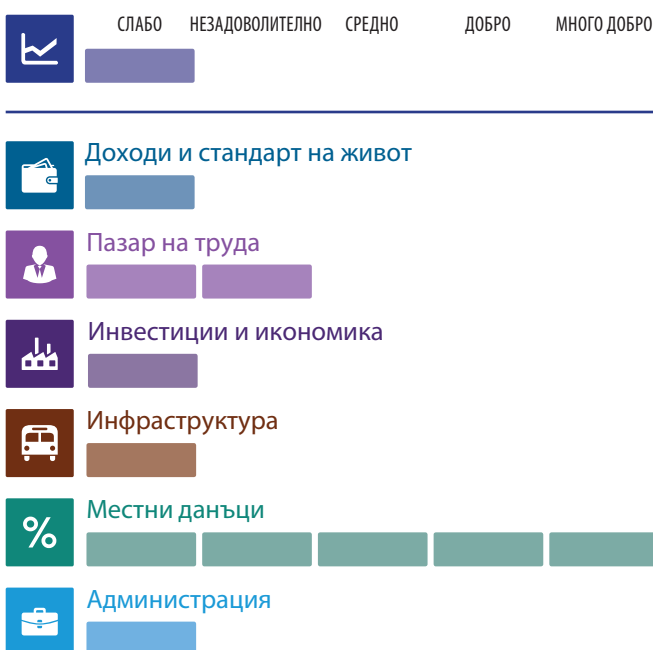 СЛАБО НЕЗАДОВОЛИТЕЛНО СРЕДНО ДОБРО МНОГО ДОБРО
Доходи и стандарт на живот
Пазар на труда
Инвестиции и икономика
Инфраструктура
Местни данъци
%
Администрация